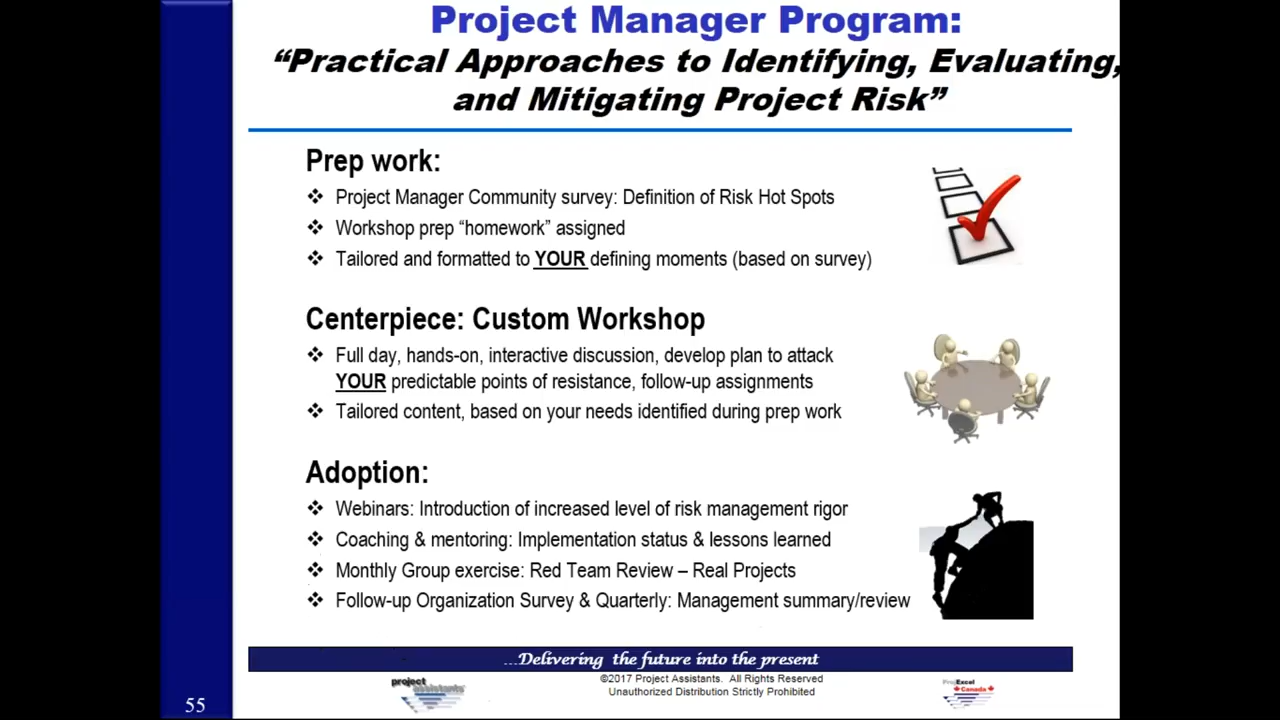 Project Manager Program:
“Practical Approaches to Identifying, Evaluating,
and Mitigating Project Risk”
Prep work:
❖ Project Manager Community survey: Definition of Risk Hot Spots
❖ Workshop prep “homework” assigned
❖ Tailored and formatted to YOUR defining moments (based on survey)
Centerpiece: Custom Workshop
❖ Full day, hands-on, interactive discussion, develop plan to attack
YOUR predictable points of resistance, follow-up assignments
❖ Tailored content, based on your needs identified during prep work
Adoption:
❖ Webinars: Introduction of increased level of risk management rigor
❖ Coaching & mentoring: Implementation status & lessons learned
❖ Monthly Group exercise: Red Team Review – Real Projects
❖ Follow-up Organization Survey & Quarterly: Management summary/review
...Delivering the future into the present
project
assistants
©2017 Project Assistants. All Rights Reserved
Unauthorized Distribution Strictly Prohibited
ProjExcel
Canada
55